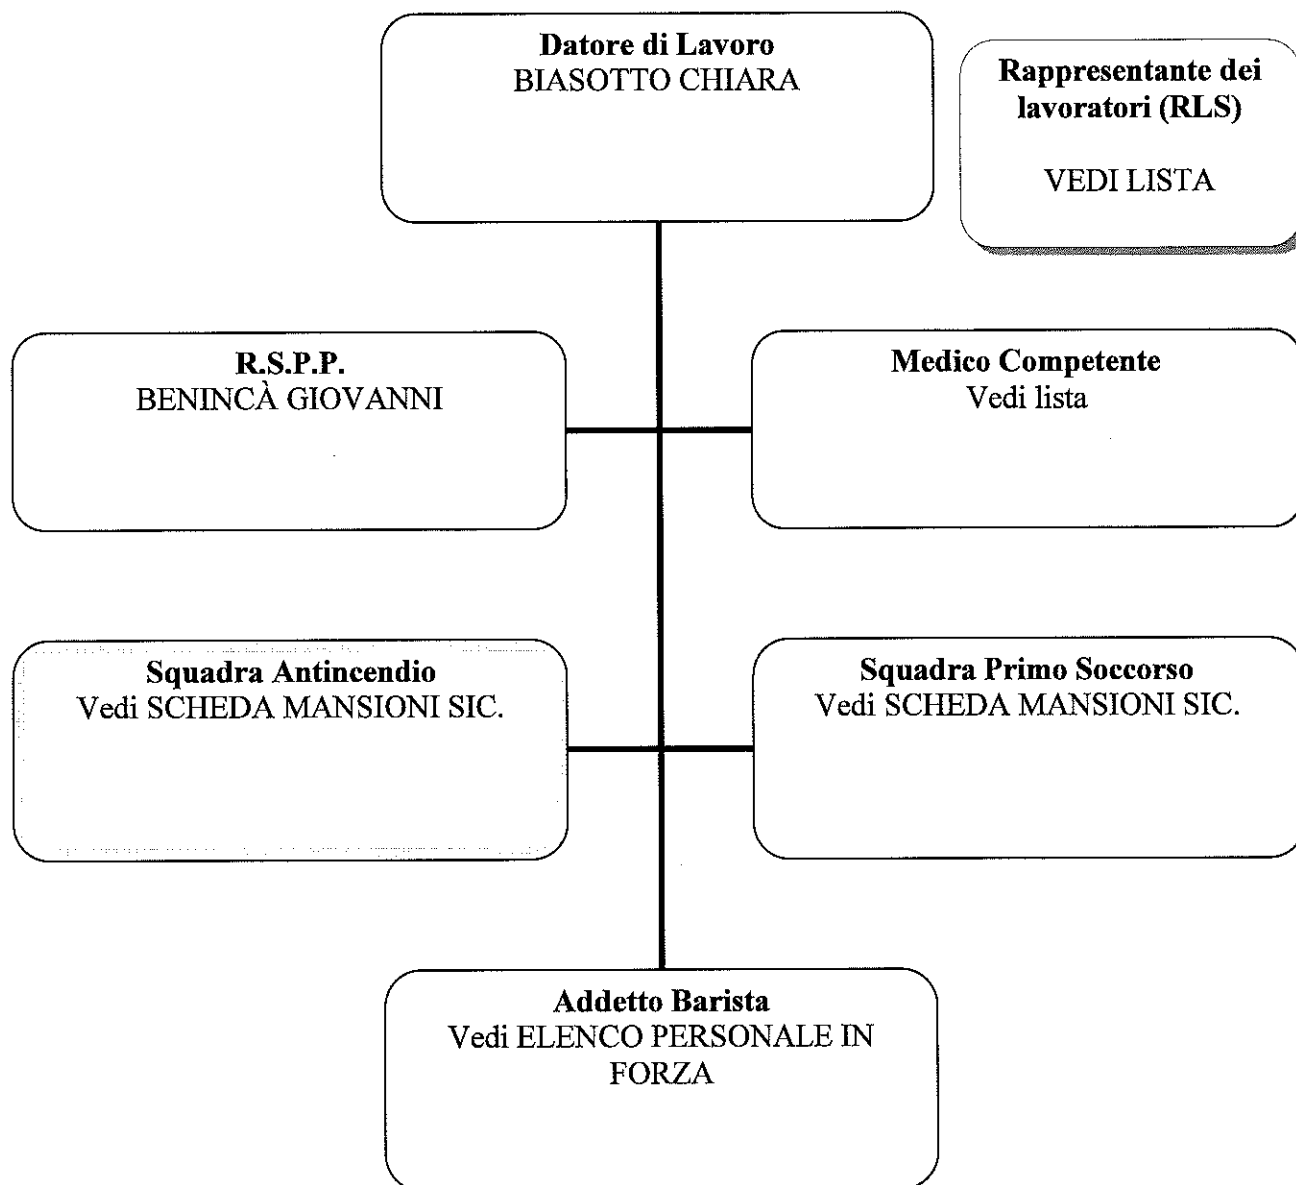 Datore di Lavoro
BIASOTTO CHIARA
Rappresentante dei
lavoratori (RLS)
VEDI LISTA
R.S.P.P.
BENINCÀ GIOVANNI
Medico Competente
Vedi lista
Squadra Antincendio
Vedi SCHEDA MANSIONI SIC.
Squadra Primo Soccorso
Vedi SCHEDA MANSIONI SIC.
Addetto Barista
Vedi ELENCO PERSONALE IN
FORZA